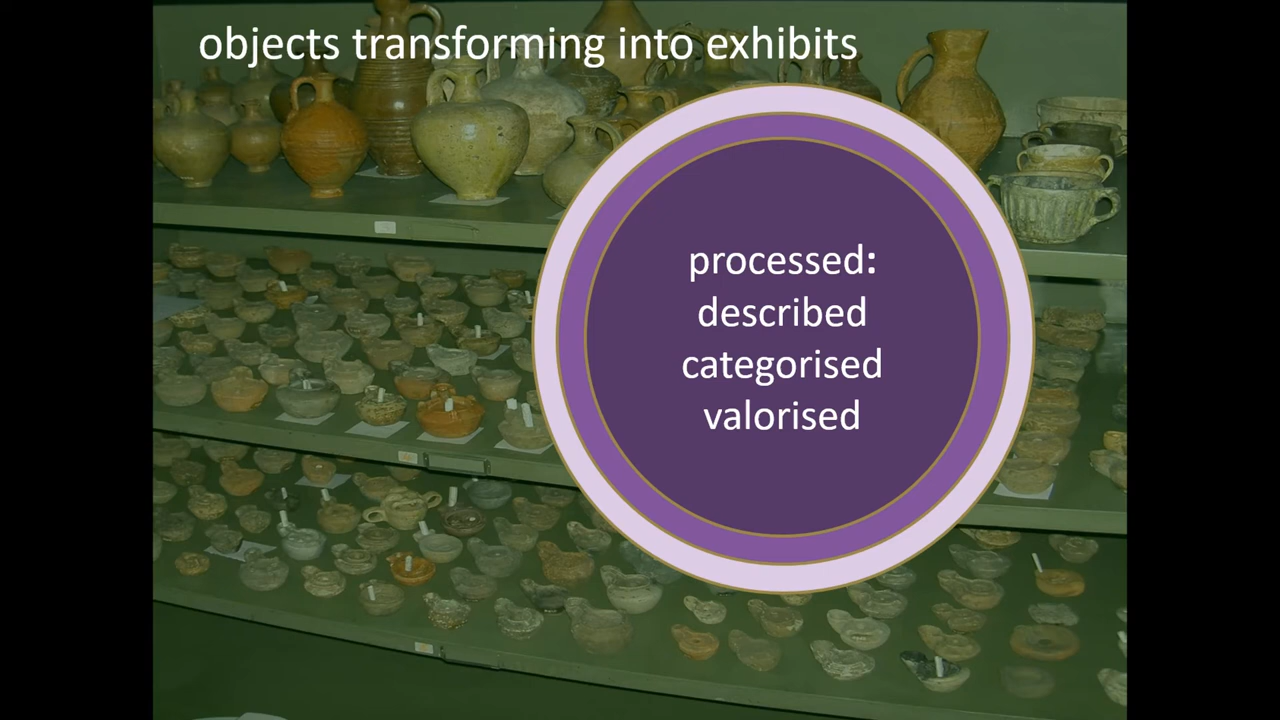 objects transforming into exhibits
processed:
described
categorised
valorised